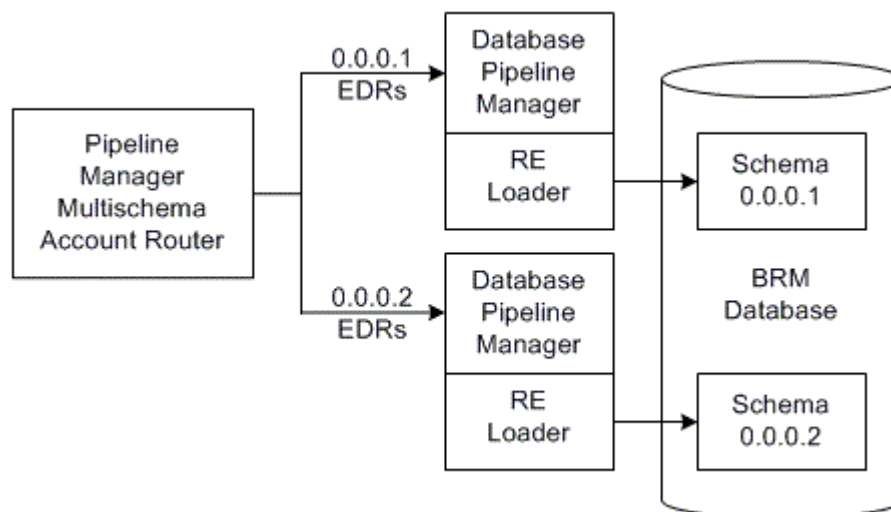 Pipeline
Manager
Multischema
Account Router
0.0.0.1
EDRs
Database
Pipeline
Manager
RE
Loader
Schema
0.0.0.1
0.0.0.2
EDRs
Database
Pipeline
Manager
RE
Loader
BRM
Database
Schema
0.0.0.2